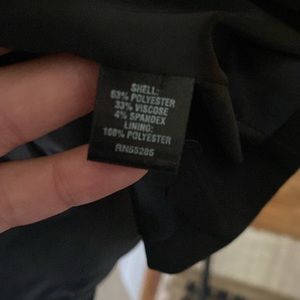 SHELL:
63% POLYESTER
33% VISCOSE
4% SPANDEX
LINING:
100% POLYESTER
RN55285